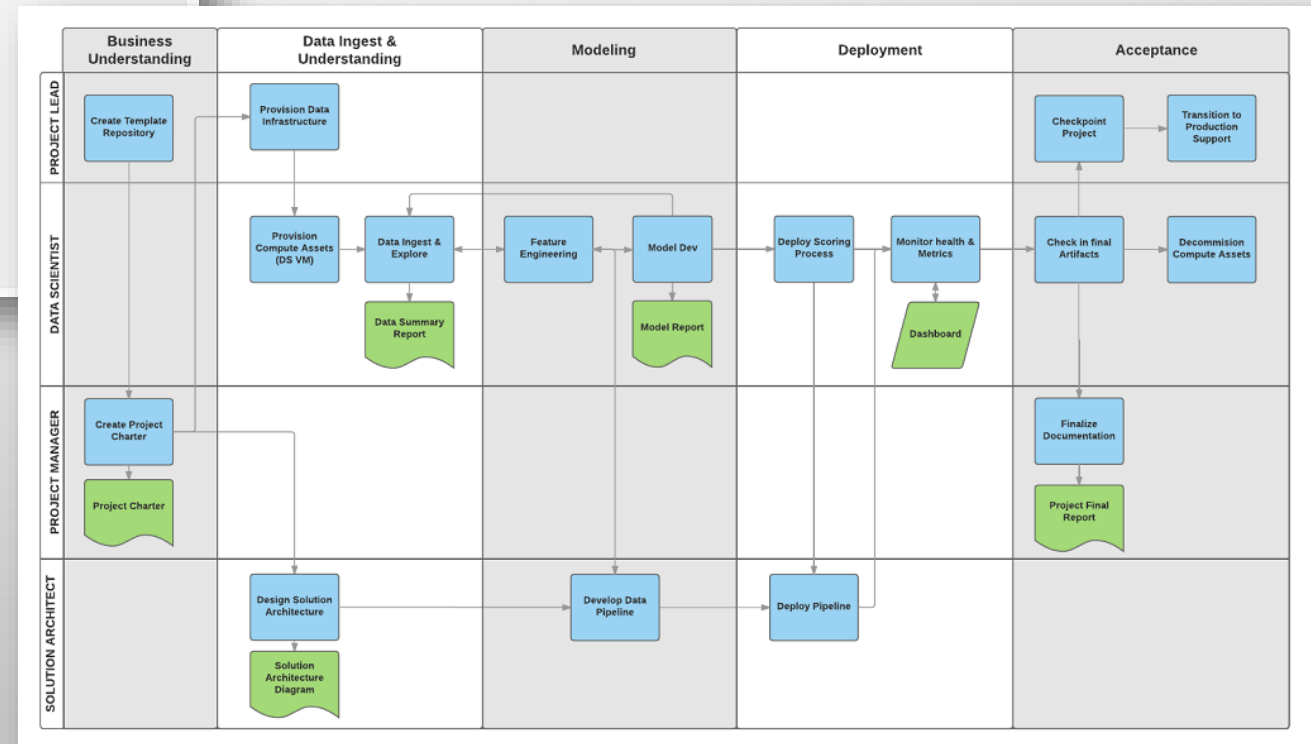 Business
Understanding
Data Ingest &
Understanding
Modeling
Deployment
Acceptance
PROJECT LEAD
Create Template
Repository
Provision Data
Infrastructure
Checkpoint
Project
Transition to
Production
Support
DATA SCIENTIST
Provision
Compute Assets
(DS VM)
Data Ingest &
Explore
Feature
Engineering
Model Dev
Deploy Scoring
Process
Monitor health &
Metrics
Check in final
Artifacts
Decommision
Compute Assets
Data Summary
Report
Model Report
Dashboard
PROJECT MANAGER
Create Project
Charter
Finalize
Documentation
Project Charter
Project Final
Report
SOLUTION ARCHITECT
Design Solution
Architecture
Develop Data
Pipeline
Deploy Pipeline
Solution
Architecture
Diagram